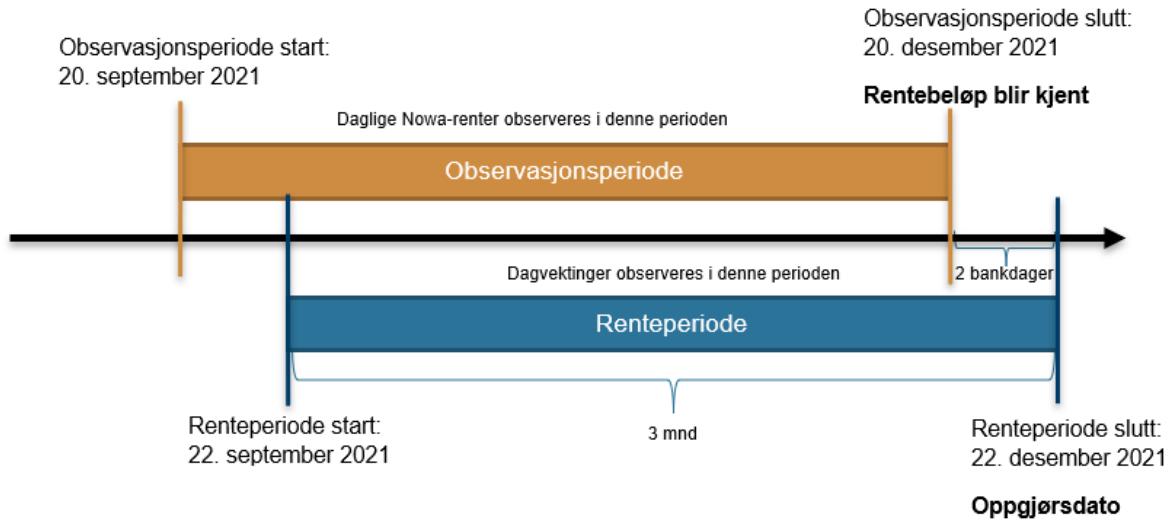 Observasjonsperiode start:
20. september 2021
Observasjonsperiode slutt:
20. desember 2021
Rentebeløp blir kjent
Daglige Nowa-renter observeres i denne perioden
Observasjonsperiode
Dagvektinger observeres i denne perioden
2 bankdager
Renteperiode
3 mnd
Renteperiode start:
22. september 2021
Renteperiode slutt:
22. desember 2021
Oppgjørsdato